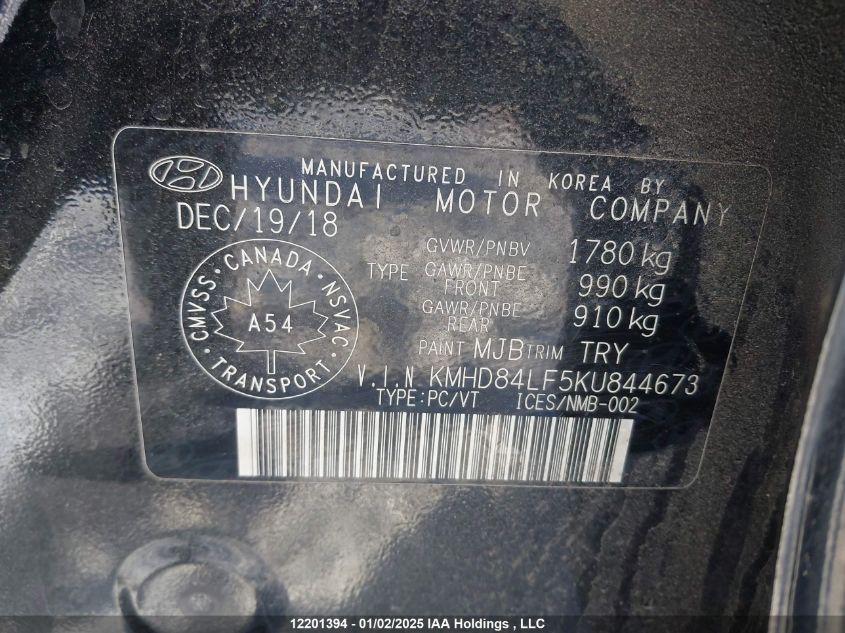 MANUFACTURED IN KOREA BY
HYUNDAI MOTOR COMPANY
DEC/19/18
GVWR/PNBV 1780 kg
TYPE GAWR/PNBE FRONT 990 kg
GAWR/PNBE REAR 910 kg
CMVSS · CANADA · NSVAC · TRANSPORT ·
A54
PAINT MJB TRIM TRY
V.I.N KMHD84LF5KU844673
TYPE:PC/VT ICES/NMB-002
12201394 - 01/02/2025 IAA Holdings , LLC